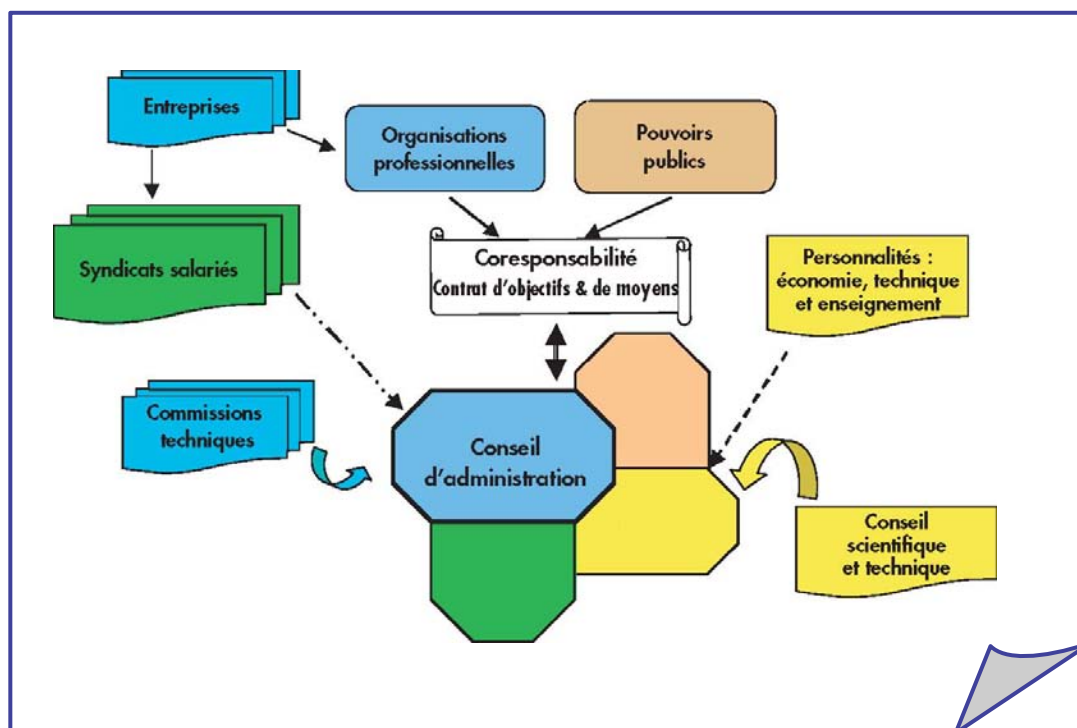 Entreprises
Organisations
professionnelles
Pouvoirs
publics
Syndicats salariés
Coresponsabilité
Contrat d'objectifs & de moyens
Personnalités :
économie, technique
et enseignement
Commissions
techniques
Conseil
d'administration
Conseil
scientifique
et technique